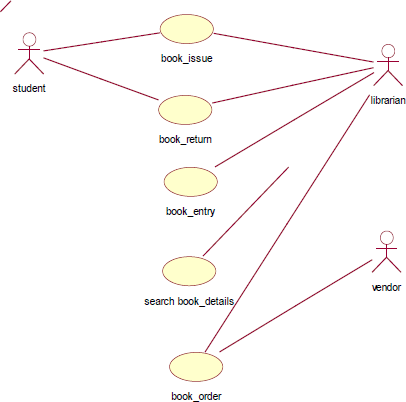 book_issue
student
librarian
book_return
book_entry
search book_details
vendor
book_order